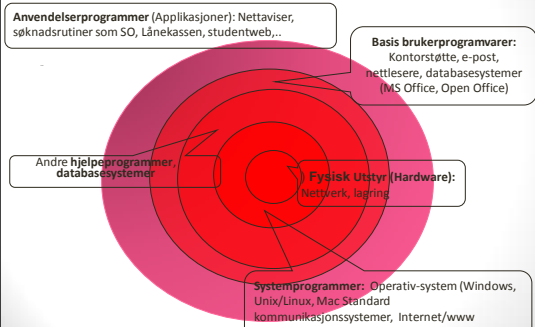 Anvendelserprogrammer (Applikasjoner): Nettaviser,
søknadsrutiner som SO, Lånekassen, studentweb,..
Basis brukerprogramvarer:
Kontorstøtte, e-post,
nettlesere, databasesystemer
(MS Office, Open Office)
Andre hjelpeprogrammer,
databasesystemer
Fysisk Utstyr (Hardware):
Nettverk, lagring
Systemprogrammer: Operativ-system (Windows,
Unix/Linux, Mac Standard
kommunikasjonssystemer, Internet/www